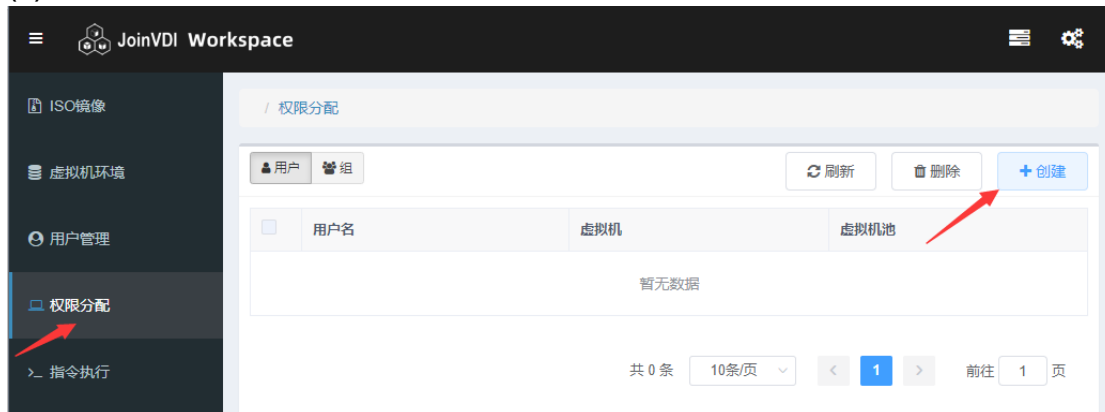 JoinVDI Workspace
ISO镜像
/ 权限分配
虚拟机环境
用户 组
刷新 删除 + 创建
用户名 虚拟机 虚拟机池
用户管理
暂无数据
权限分配
>_ 指令执行
共 0 条 10条/页 < 1 > 前往 1 页